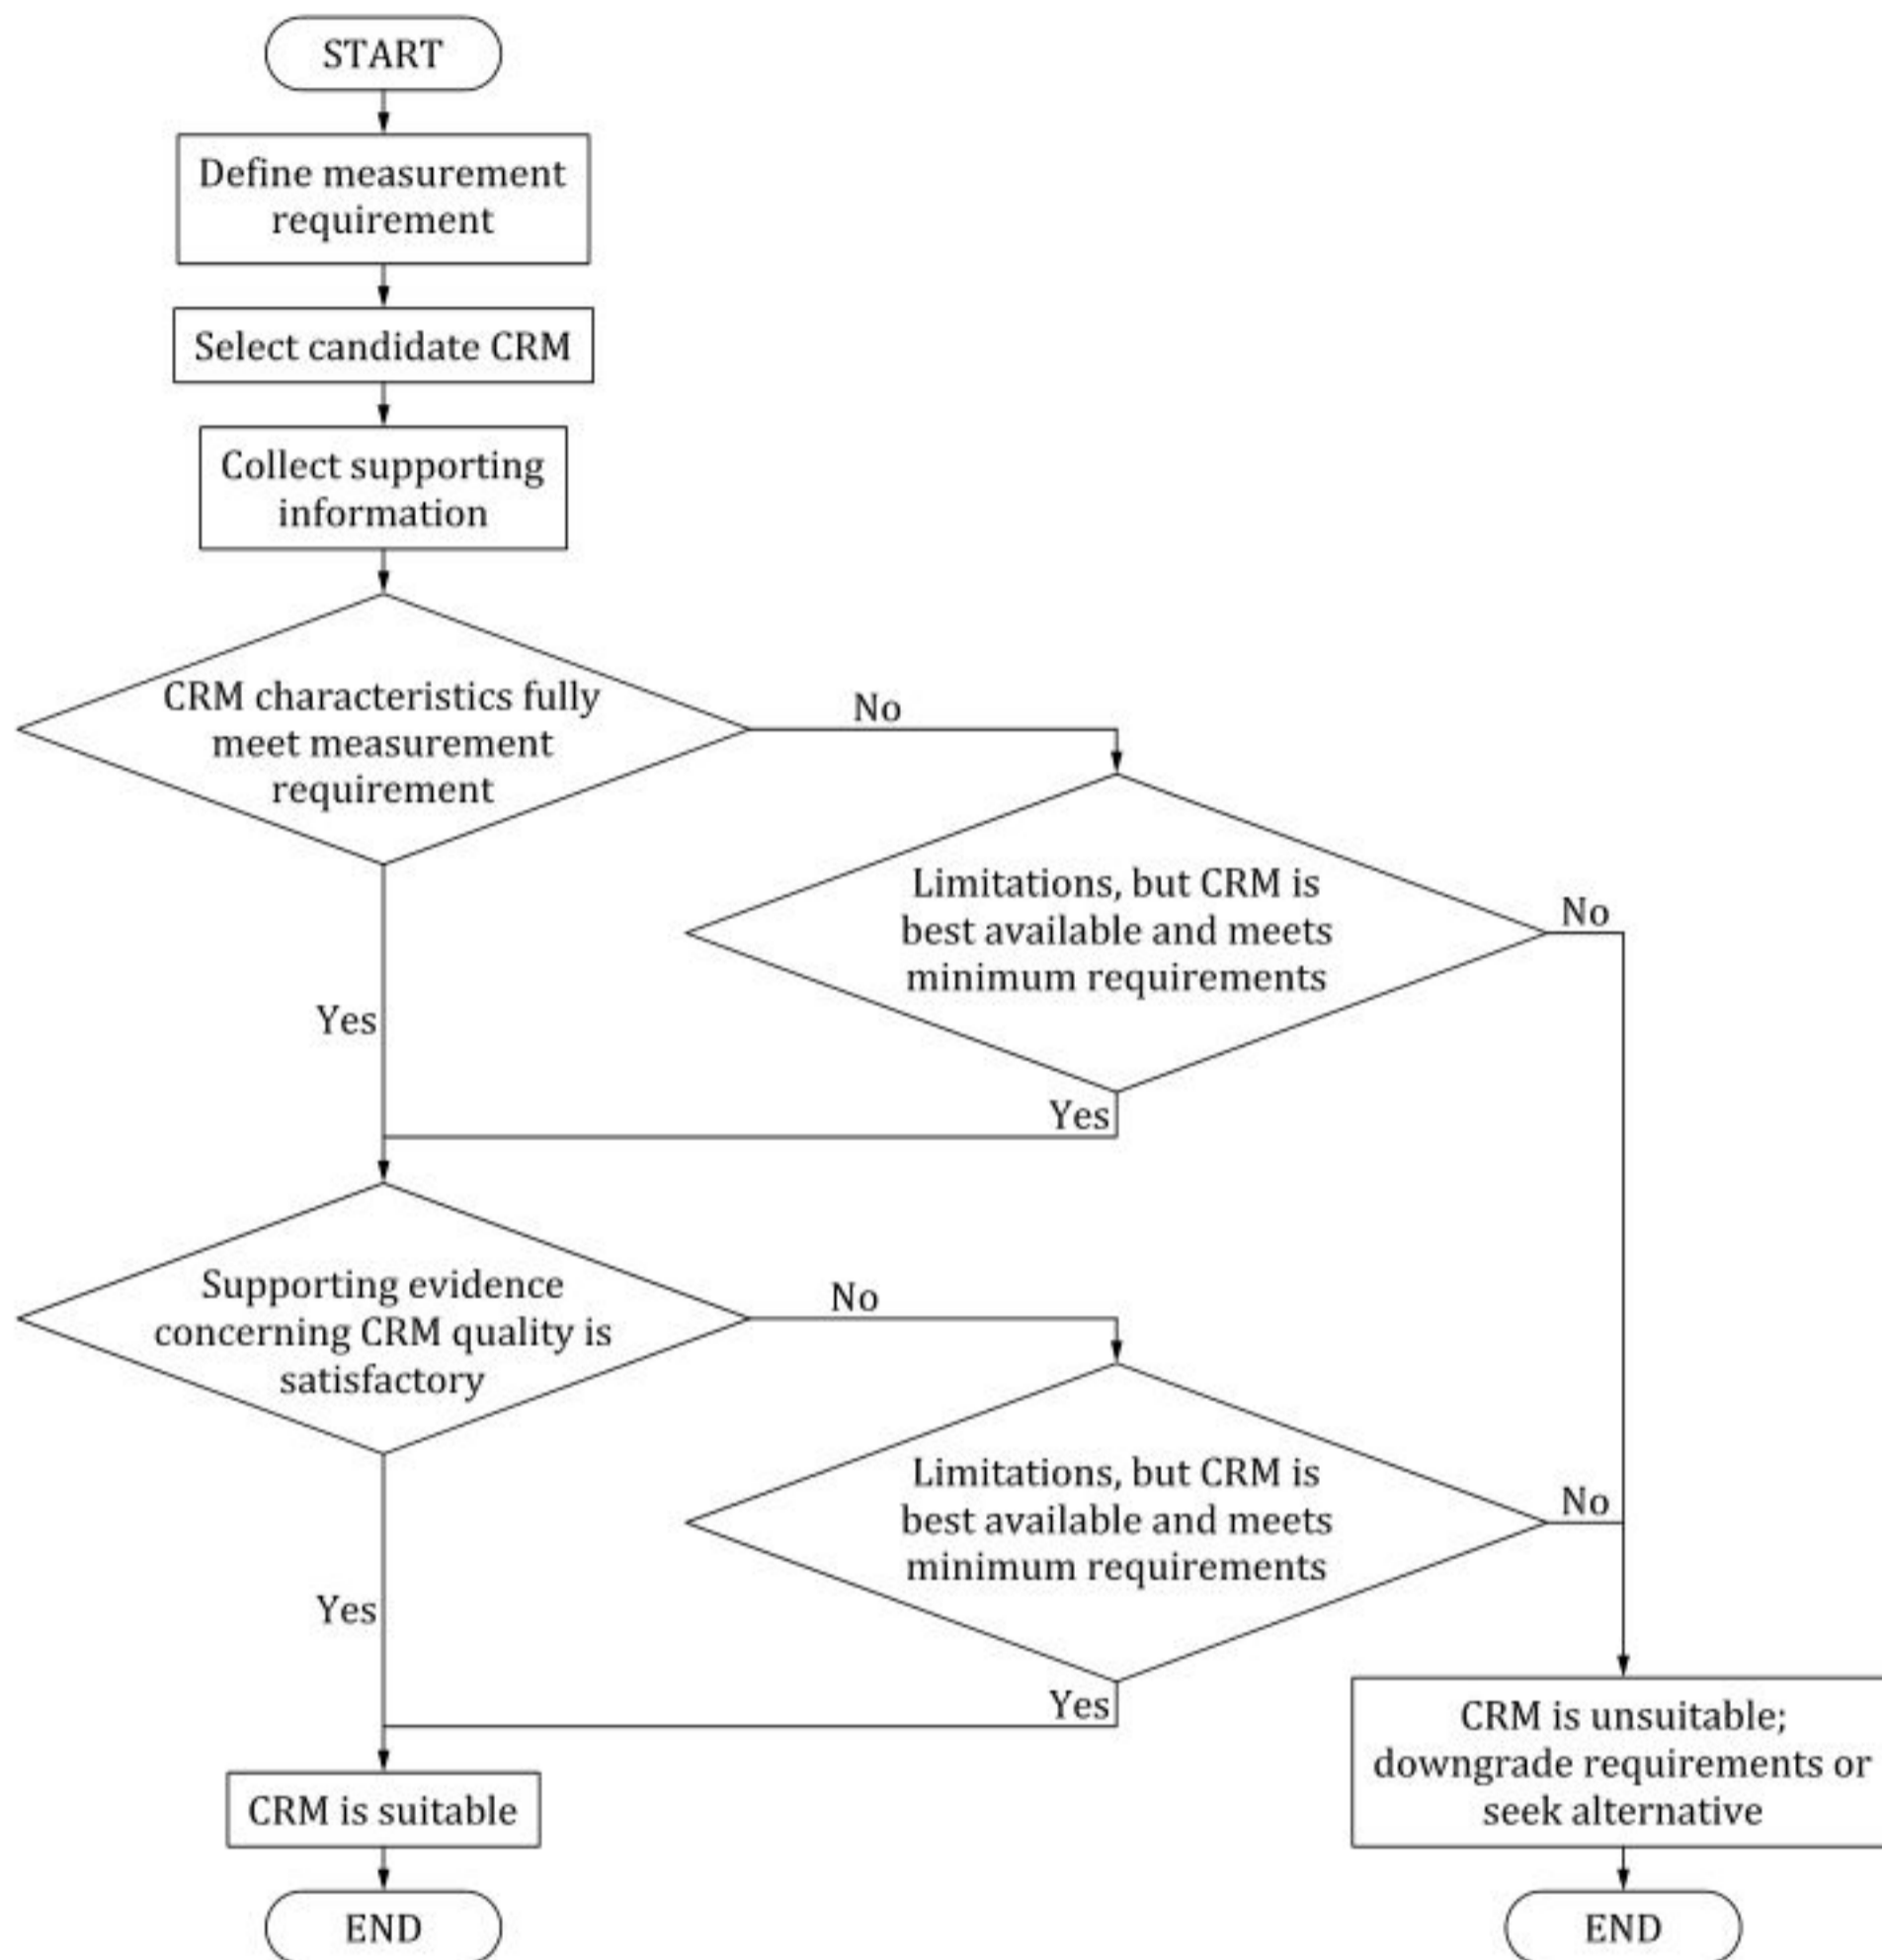 START
Define measurement
requirement
Select candidate CRM
Collect supporting
information
CRM characteristics fully
meet measurement
requirement
No
Limitations, but CRM is
best available and meets
minimum requirements
No
Yes
Yes
Supporting evidence
concerning CRM quality is
satisfactory
No
Limitations, but CRM is
best available and meets
minimum requirements
No
Yes
Yes
CRM is unsuitable;
downgrade requirements or
seek alternative
CRM is suitable
END
END